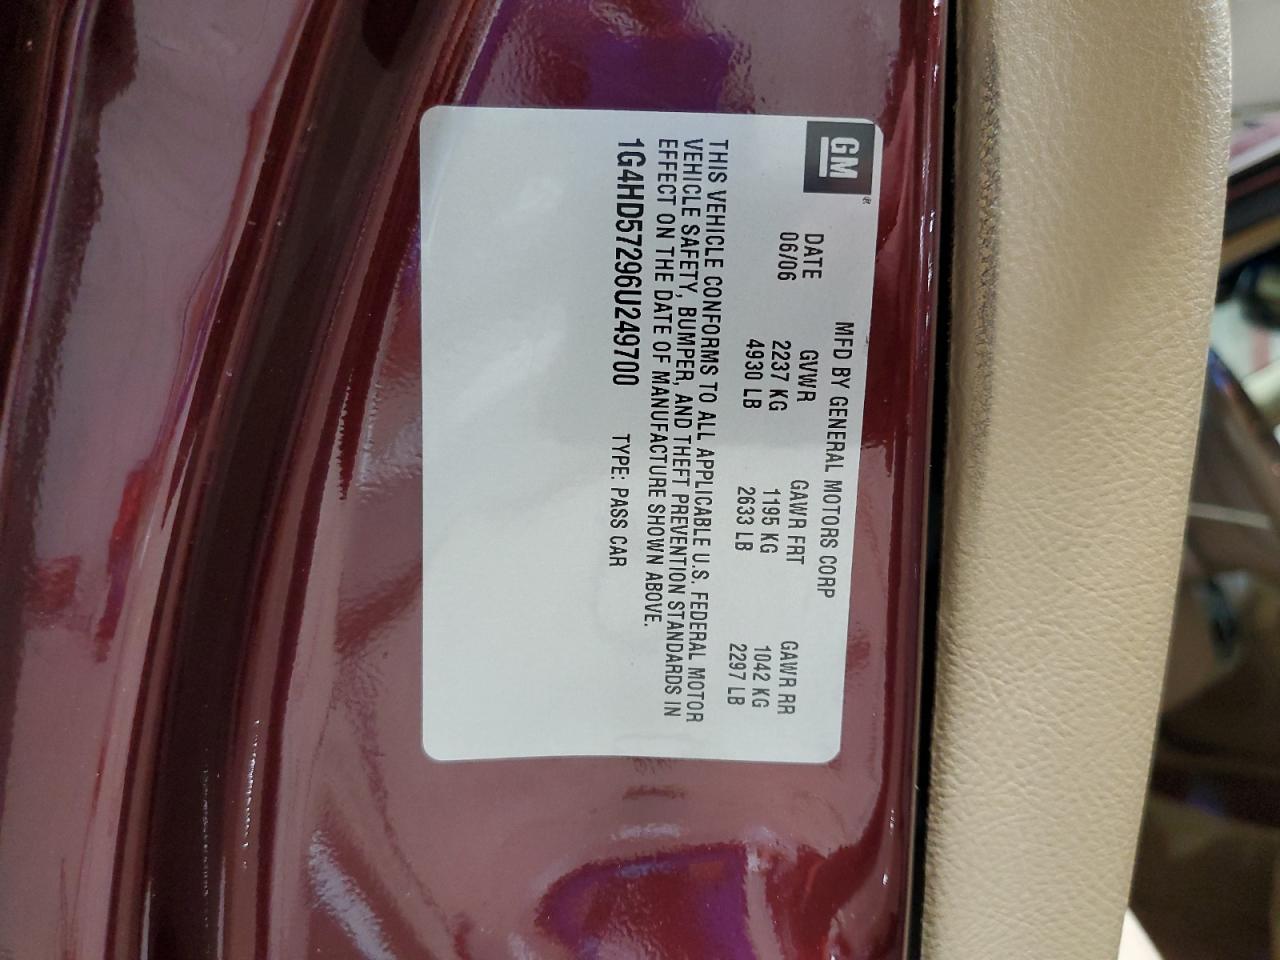 GM
MFD BY GENERAL MOTORS CORP
DATE GVWR GAWR FRT GAWR RR
06/06 2237 KG 1195 KG 1042 KG
4930 LB 2633 LB 2297 LB
THIS VEHICLE CONFORMS TO ALL APPLICABLE U.S. FEDERAL MOTOR
VEHICLE SAFETY, BUMPER, AND THEFT PREVENTION STANDARDS IN
EFFECT ON THE DATE OF MANUFACTURE SHOWN ABOVE.
1G4HD57296U249700 TYPE: PASS CAR